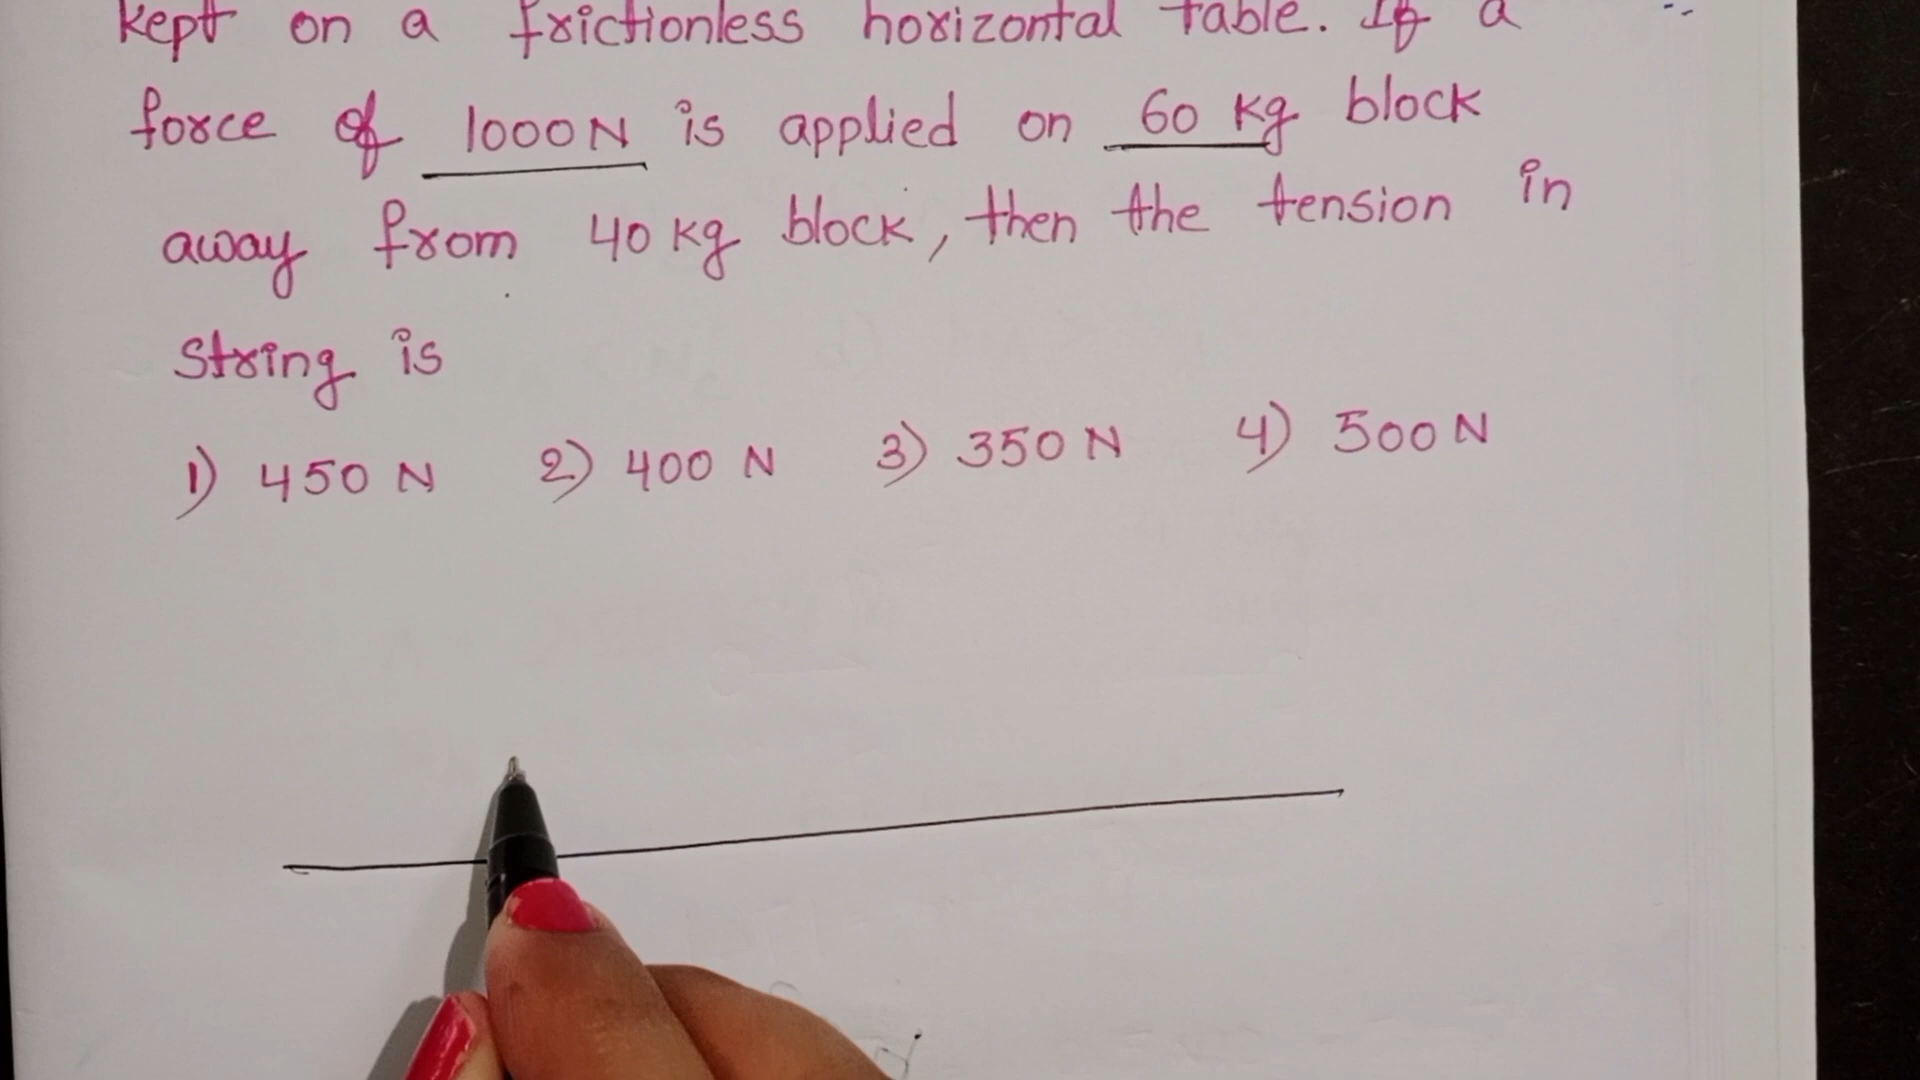 kept on a frictionless horizontal table. If a
force of 1000N is applied on 60 kg block
away from 40 kg block, then the tension in
string is
1) 450 N 2) 400 N 3) 350 N 4) 500 N